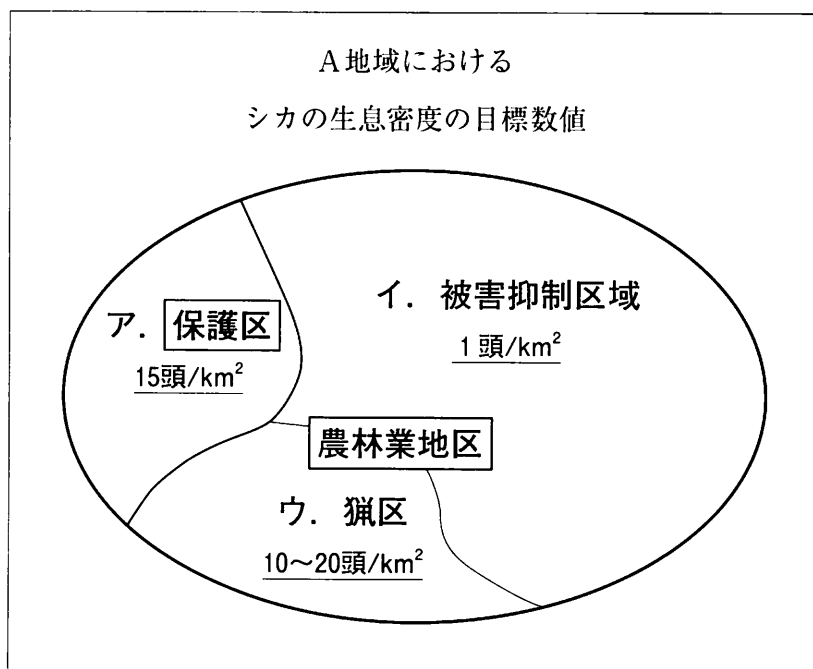 A地域における
シカの生息密度の目標数値
ア．保護区
15頭/km²
イ．被害抑制区域
1頭/km²
農林業地区
ウ．猟区
10～20頭/km²